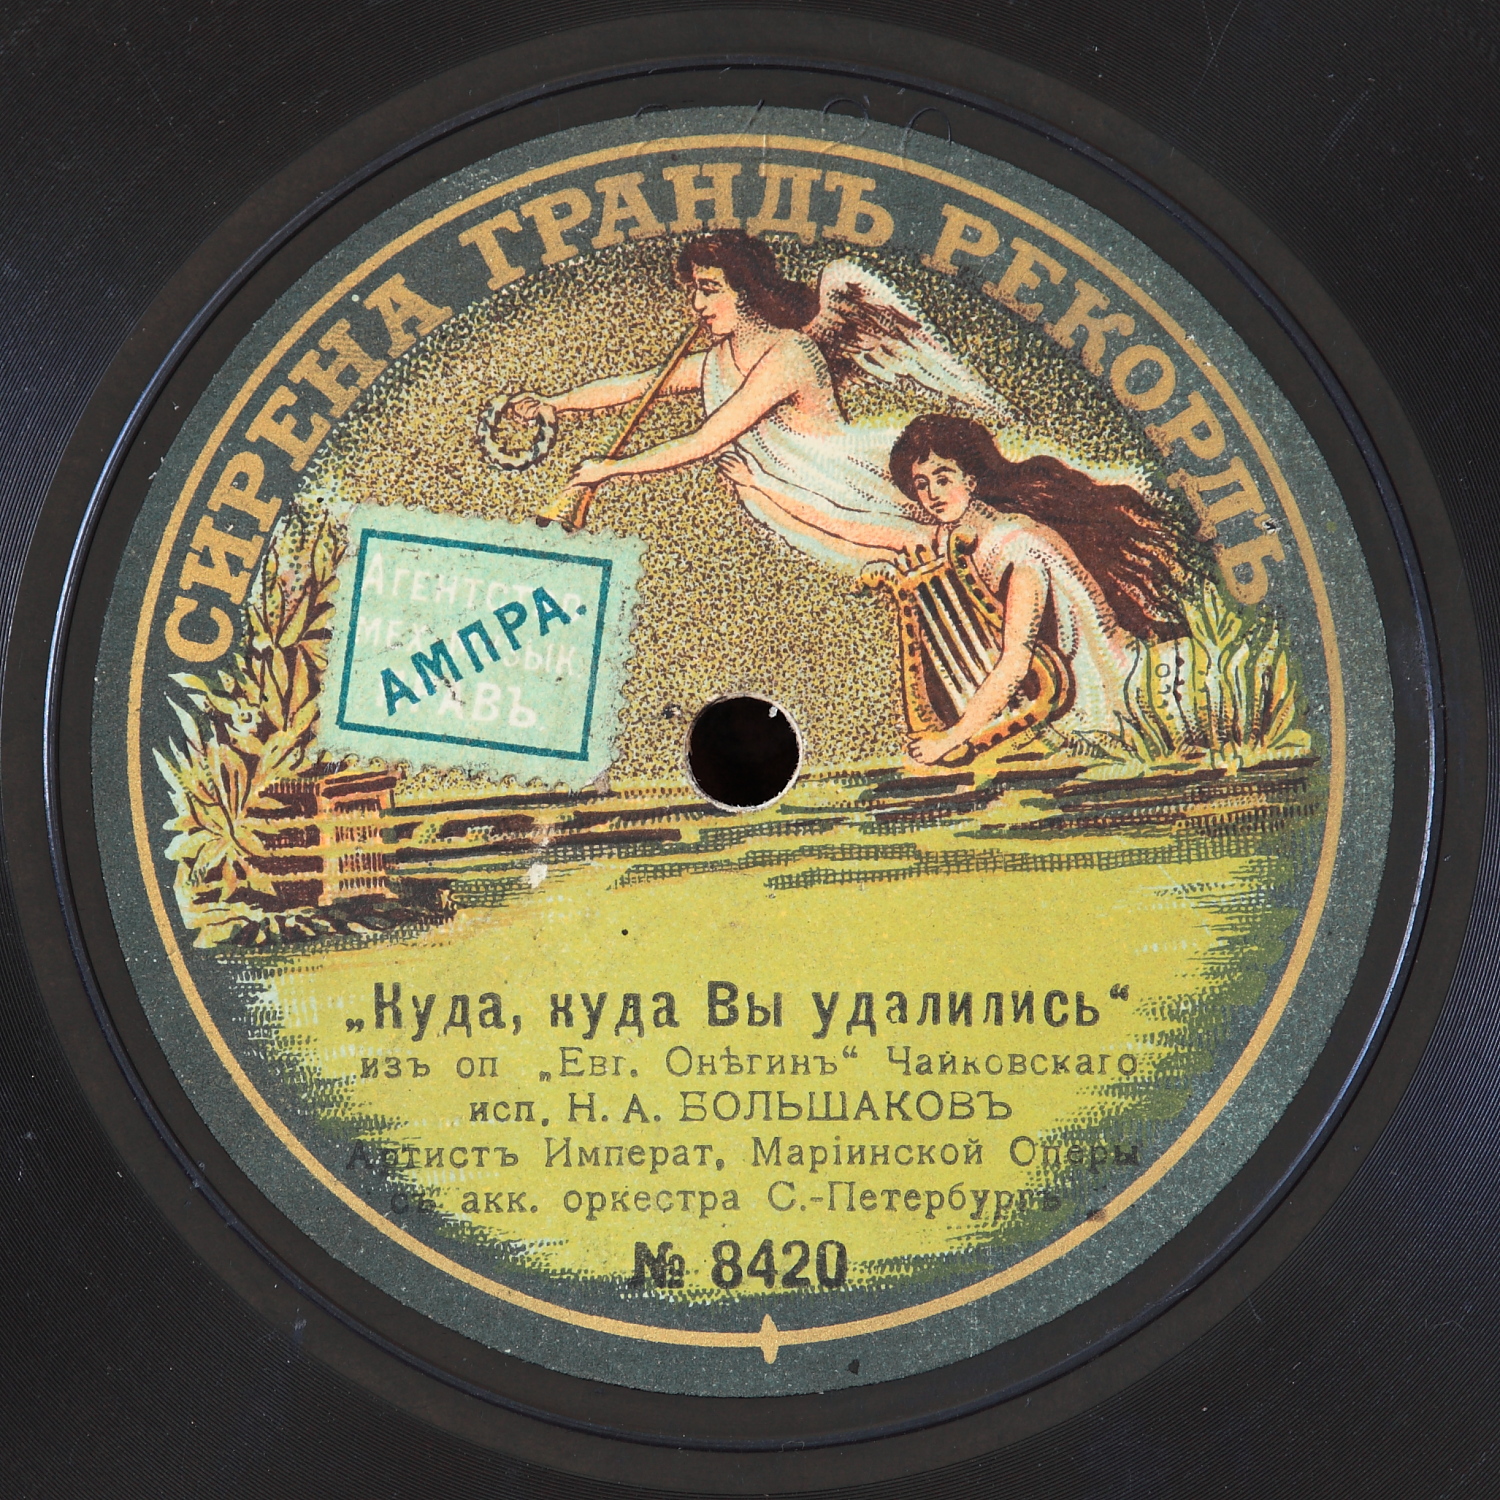 СИРЕНА ГРАНДЪ РЕКОРДЪ
АМПРА.
„Куда, куда Вы удалились“
изъ оп „Евг. Онѣгинъ“ Чайковскаго
исп. Н. А. БОЛЬШАКОВЪ
Артистъ Императ. Маріинской Оперы
съ акк. оркестра С.-Петербургъ
№ 8420